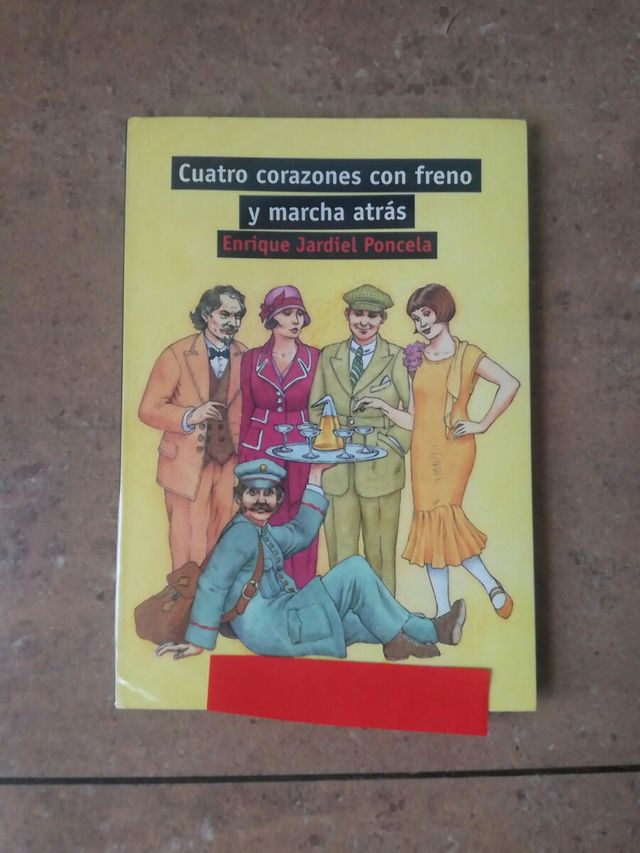 Cuatro corazones con freno
y marcha atrás
Enrique Jardiel Poncela